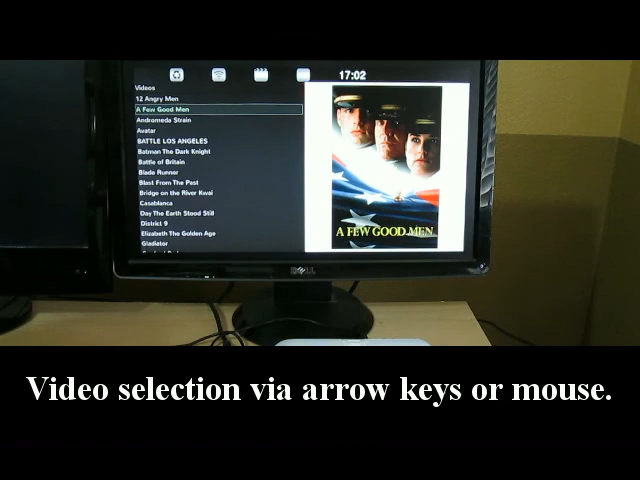 17:02
Videos
12 Angry Men
A Few Good Men
Andromeda Strain
Avatar
BATTLE LOS ANGELES
Batman The Dark Knight
Battle of Britain
Blade Runner
Blast From The Past
Bridge on the River Kwai
Casablanca
Day The Earth Stood Still
District 9
Elizabeth The Golden Age
Gladiator
A FEW GOOD MEN
DELL
Video selection via arrow keys or mouse.